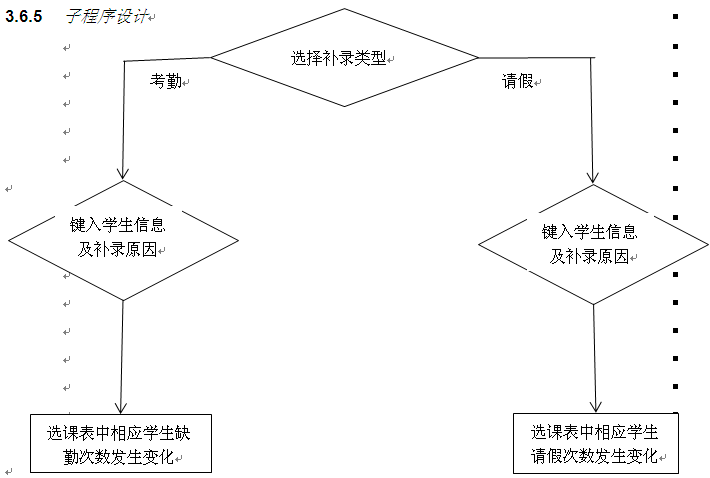 3.6.5 子程序设计
选择补录类型
考勤
请假
键入学生信息
及补录原因
键入学生信息
及补录原因
选课表中相应学生缺
勤次数发生变化
选课表中相应学生
请假次数发生变化